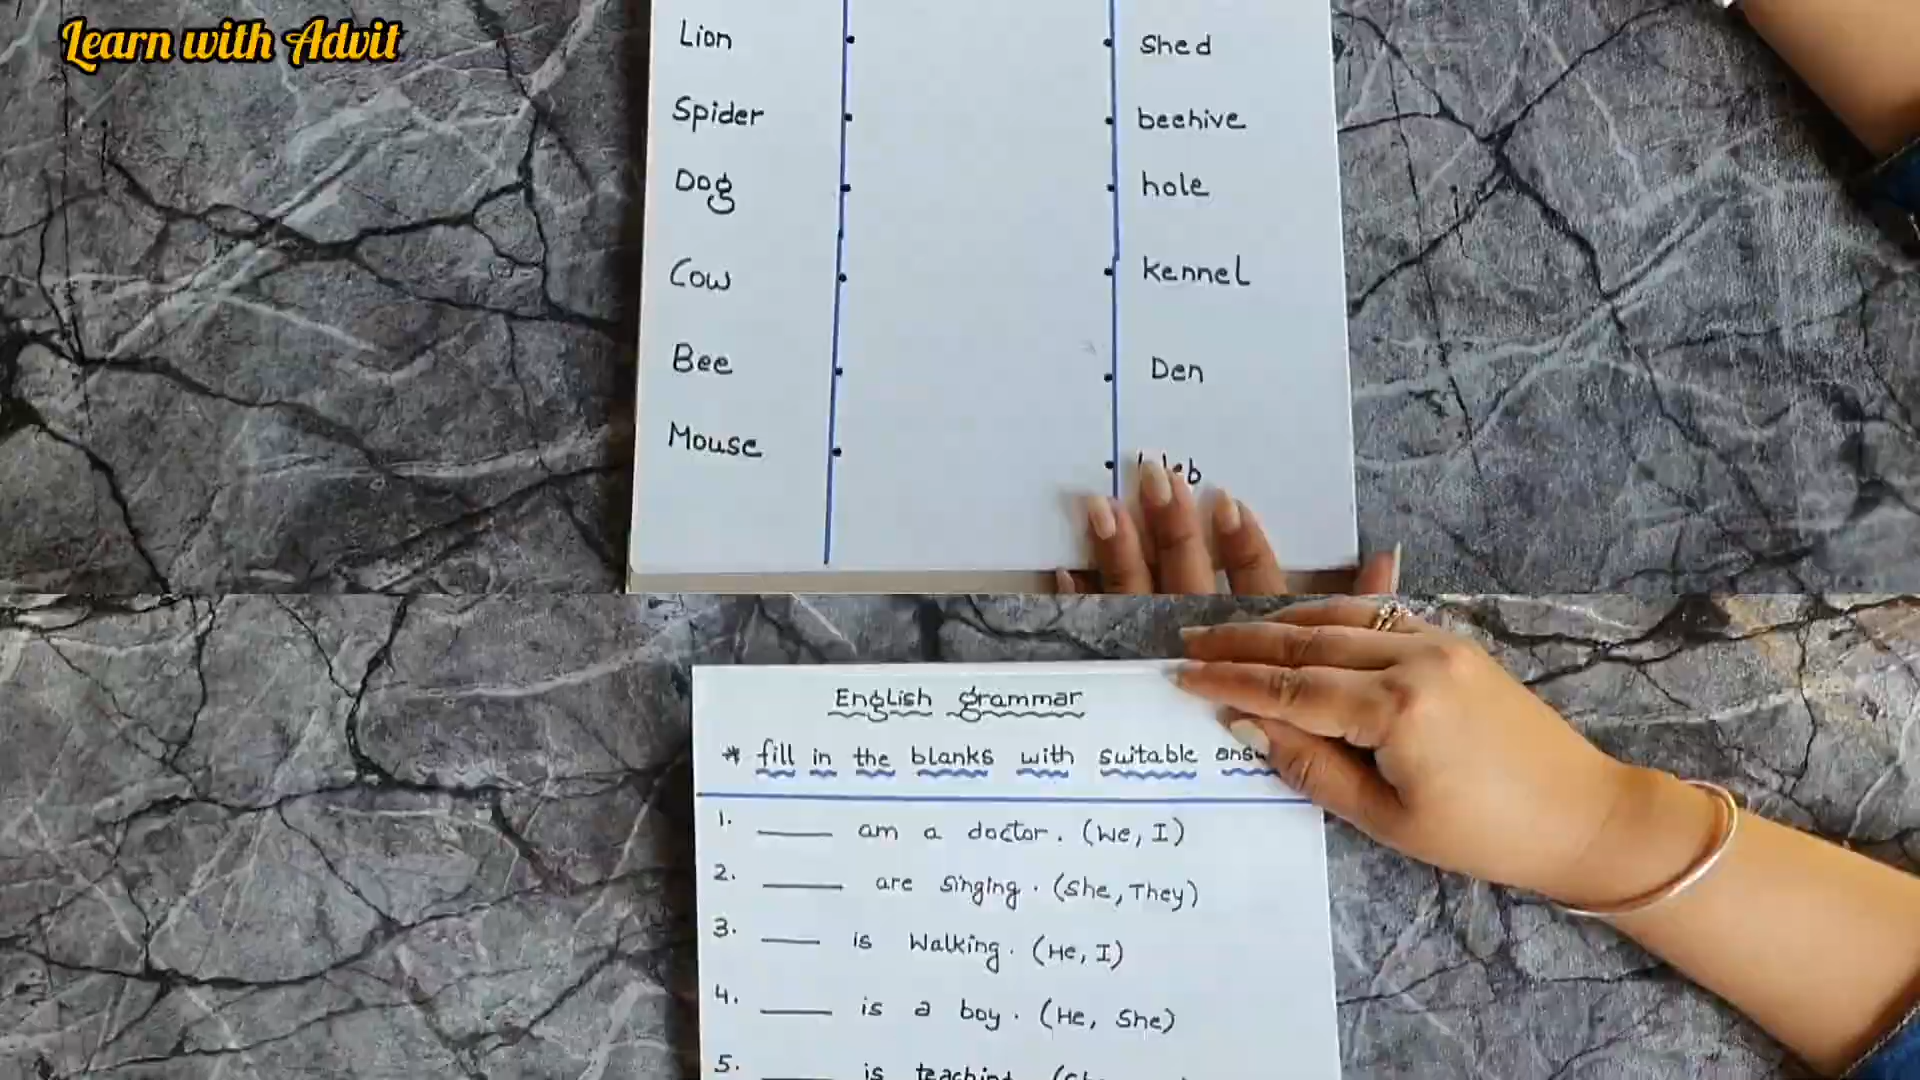 Learn with Advit
Lion
Shed
Spider
beehive
Dog
hole
Cow
Kennel
Bee
Den
Mouse
English grammar
* fill in the blanks with suitable
1. ____ am a doctor. (We, I)
2. ____ are singing. (She, They)
3. ____ is walking. (He, I)
4. ____ is a boy. (He, She)
5. ____ is